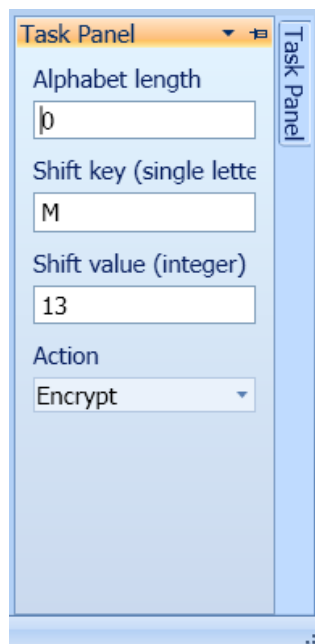 Task Panel
Alphabet length
0
Shift key (single lette
M
Shift value (integer)
13
Action
Encrypt
Task Panel